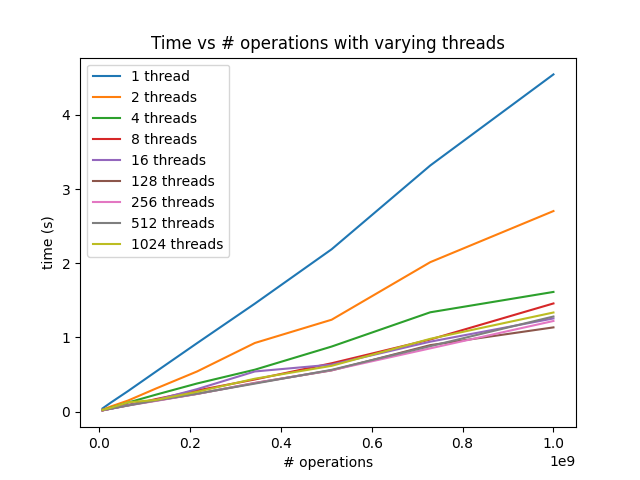 Time vs # operations with varying threads
1 thread
2 threads
4 threads
8 threads
16 threads
128 threads
256 threads
512 threads
1024 threads
time (s)
4
3
2
1
0
0.0 0.2 0.4 0.6 0.8 1.0
1e9
# operations